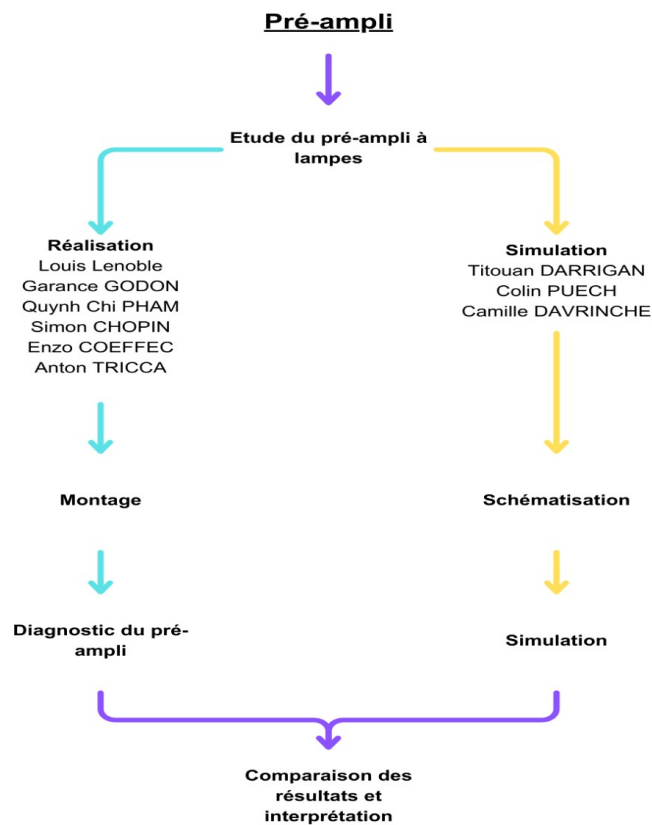 Pré-ampli
Etude du pré-ampli à
lampes
Réalisation
Louis Lenoble
Garance GODON
Quynh Chi PHAM
Simon CHOPIN
Enzo COEFFEC
Anton TRICCA
Simulation
Titouan DARRIGAN
Colin PUECH
Camille DAVRINCHE
Montage
Schématisation
Diagnostic du pré-
ampli
Simulation
Comparaison des
résultats et
interprétation